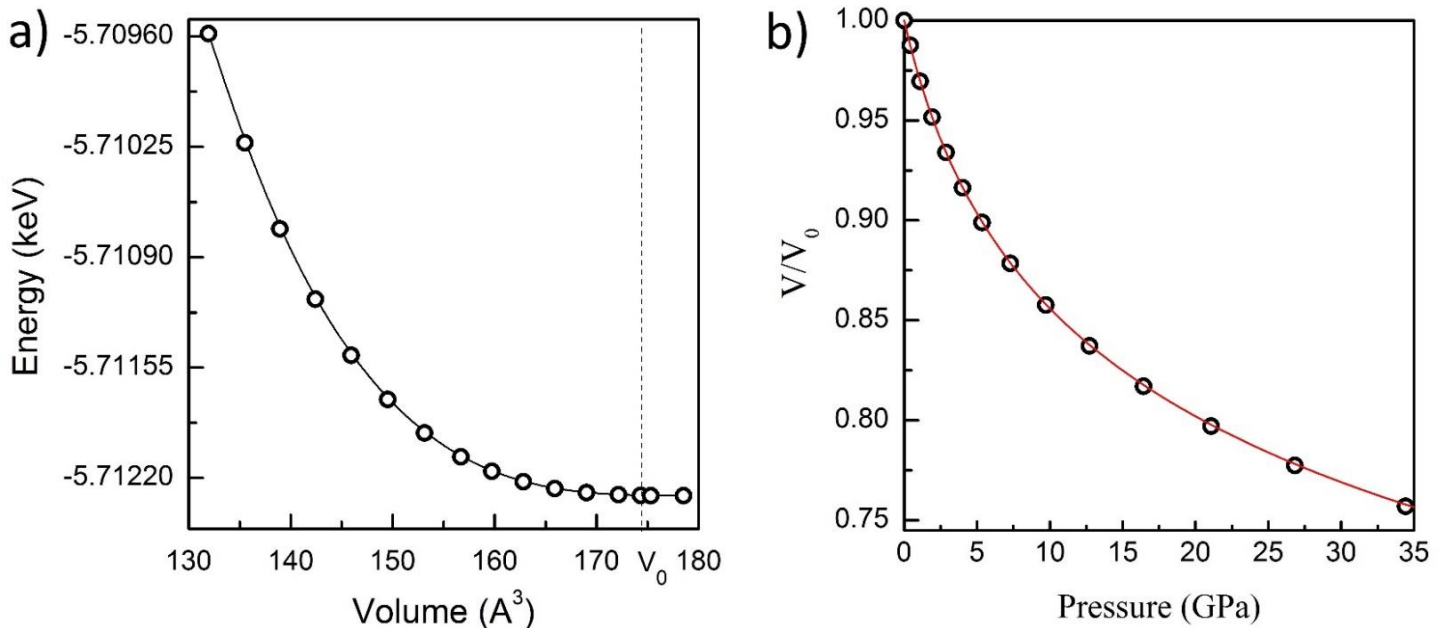 a)
-5.70960
-5.71025
-5.71090
-5.71155
-5.71220
Energy (keV)
130 140 150 160 170 V0 180
Volume (A3)
b)
1.00
0.95
0.90
0.85
0.80
0.75
V/V0
0 5 10 15 20 25 30 35
Pressure (GPa)